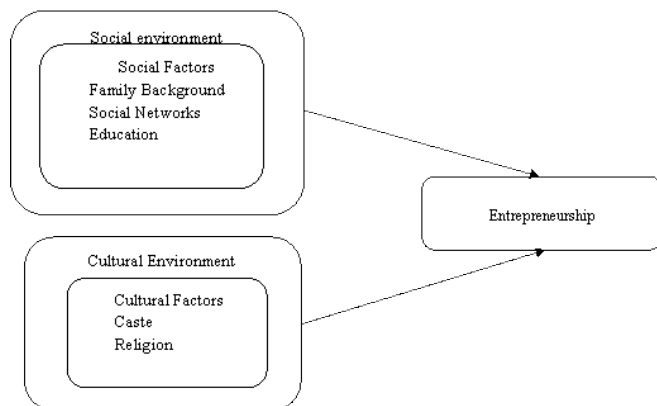 Social environment
Social Factors
Family Background
Social Networks
Education
Entrepreneurship
Cultural Environment
Cultural Factors
Caste
Religion